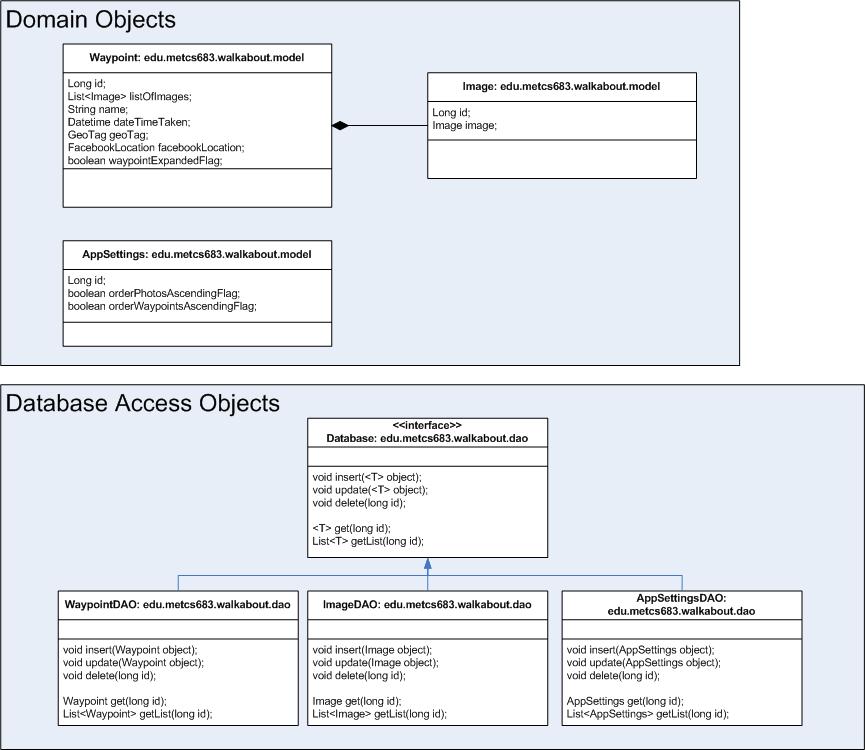 Domain Objects
Waypoint: edu.metcs683.walkabout.model
Long id;
List<Image> listOfImages;
String name;
Datetime dateTimeTaken;
GeoTag geoTag;
FacebookLocation facebookLocation;
boolean waypointExpandedFlag;
Image: edu.metcs683.walkabout.model
Long id;
Image image;
AppSettings: edu.metcs683.walkabout.model
Long id;
boolean orderPhotosAscendingFlag;
boolean orderWaypointsAscendingFlag;
Database Access Objects
<<interface>>
Database: edu.metcs683.walkabout.dao
void insert(<T> object);
void update(<T> object);
void delete(long id);
<T> get(long id);
List<T> getList(long id);
WaypointDAO: edu.metcs683.walkabout.dao
void insert(Waypoint object);
void update(Waypoint object);
void delete(long id);
Waypoint get(long id);
List<Waypoint> getList(long id);
ImageDAO: edu.metcs683.walkabout.dao
void insert(Image object);
void update(Image object);
void delete(long id);
Image get(long id);
List<Image> getList(long id);
AppSettingsDAO:
edu.metcs683.walkabout.dao
void insert(AppSettings object);
void update(AppSettings object);
void delete(long id);
AppSettings get(long id);
List<AppSettings> getList(long id);